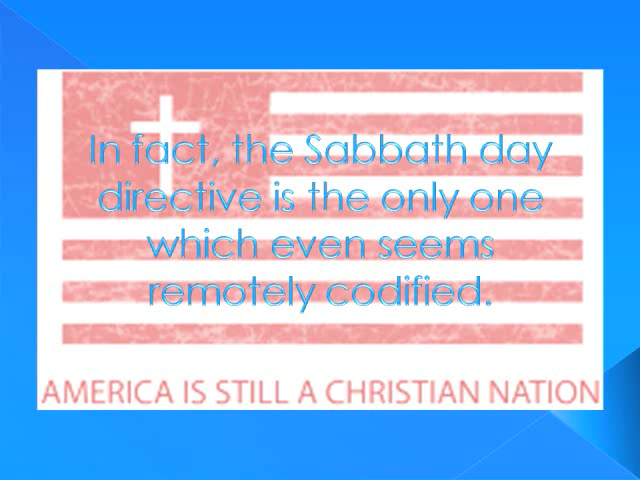 In fact, the Sabbath day
directive is the only one
which even seems
remotely codified.
AMERICA IS STILL A CHRISTIAN NATION